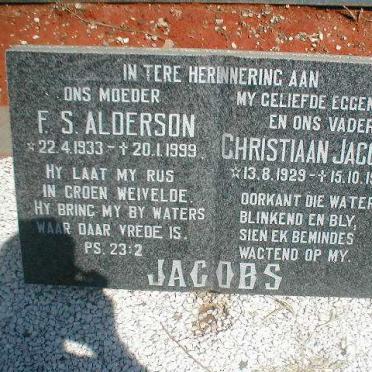 IN TERE HERINNERING AAN
ONS MOEDER
F. S. ALDERSON
☆ 22.4.1933 - ✝ 20.1.1999
HY LAAT MY RUS
IN GROEN WEIVELDE.
HY BRING MY BY WATERS
WAAR DAAR VREDE IS.
PS. 23:2
MY GELIEFDE
EN ONS VADER
CHRISTIAAN
☆ 13.8.1929 - ✝ 15.10.
OORKANT DIE
BLINKEND EN BLY,
SIEN EK BEMINDES
WAGTEND OP MY.
JACOBS